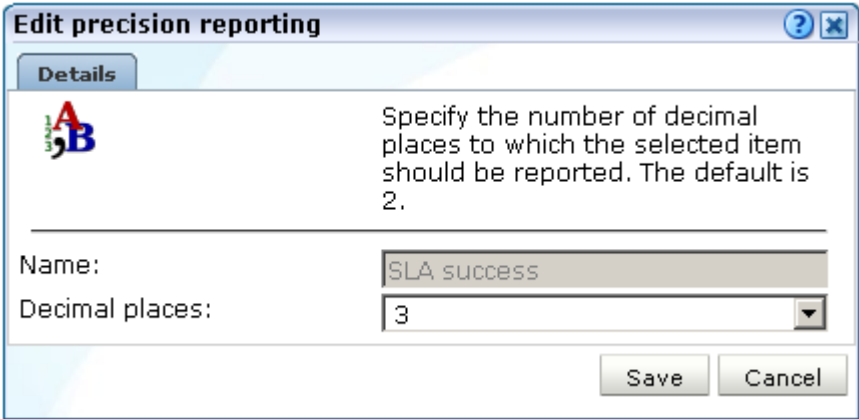 Edit precision reporting
Details
Specify the number of decimal
places to which the selected item
should be reported. The default is
2.
Name:
SLA success
Decimal places:
3
Save
Cancel